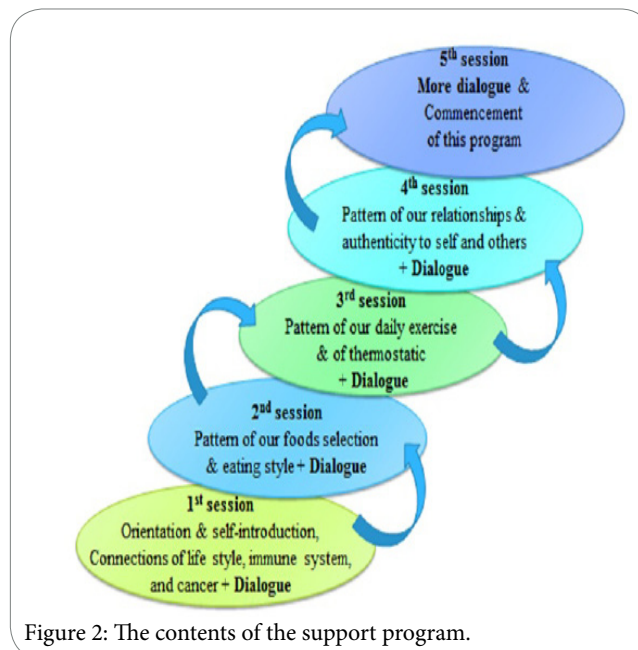 5th session
More dialogue &
Commencement
of this program
4th session
Pattern of our relationships &
authenticity to self and others
+ Dialogue
3rd session
Pattern of our daily exercise
& of thermostatic
+ Dialogue
2nd session
Pattern of our foods selection
& eating style + Dialogue
1st session
Orientation & self-introduction,
Connections of life style, immune system,
and cancer + Dialogue
Figure 2: The contents of the support program.